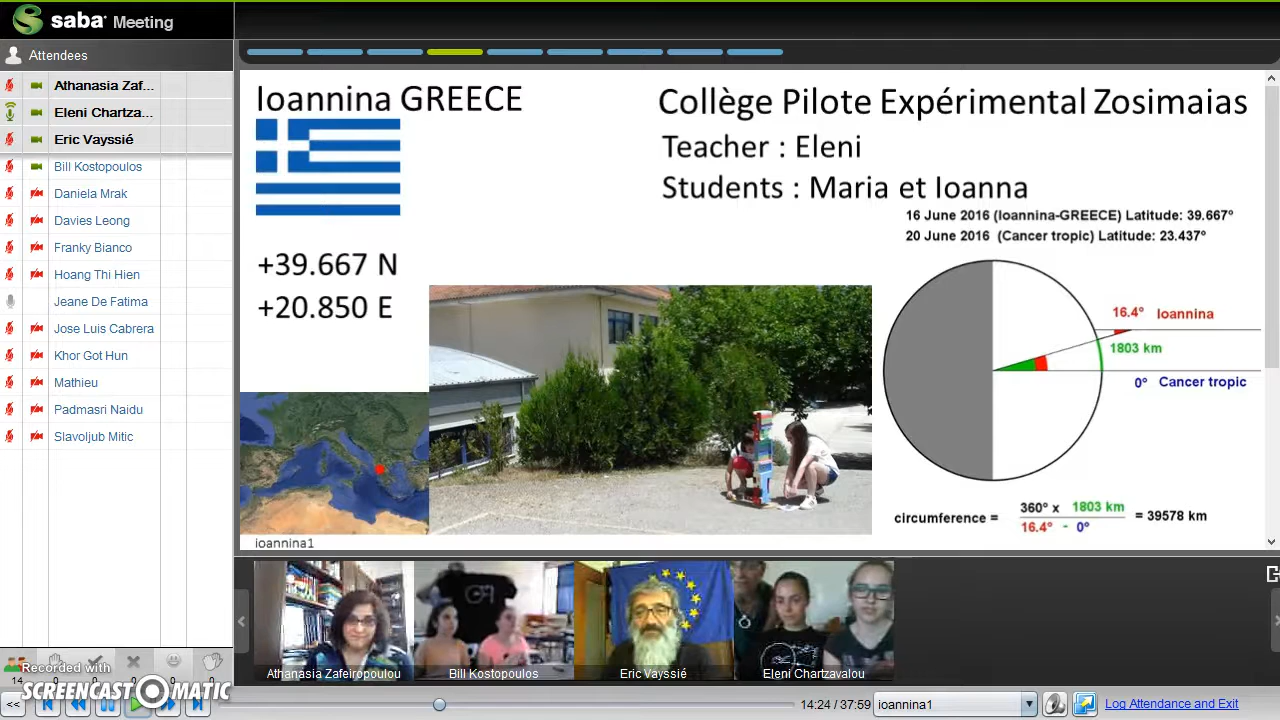 saba Meeting
Attendees
Athanasia Zaf...
Eleni Chartzava...
Eric Vayssié
Bill Kostopoulos
Daniela Mrak
Davies Leong
Franky Bianco
Hoang Thi Hien
Jeane De Fatima
Jose Luis Cabrera
Khor Got Hun
Mathieu
Padmasri Naidu
Slavoljub Mitic
14
Recorded with
SCREENCAST MATIC
Ioannina GREECE
+39.667 N
+20.850 E
ioannina1
Collège Pilote Expérimental Zosimaias
Teacher : Eleni
Students : Maria et Ioanna
16 June 2016 (Ioannina-GREECE) Latitude: 39.667º
20 June 2016 (Cancer tropic) Latitude: 23.437º
16.4° Ioannina
1803 km
0° Cancer tropic
circumference = 360° x 1803 km
16.4° - 0°
= 39578 km
Athanasia Zafeiropoulou
Bill Kostopoulos
Eric Vayssié
Eleni Chartzavalou
<< 14:24 / 37:59 ioannina1 Log Attendance and Exit